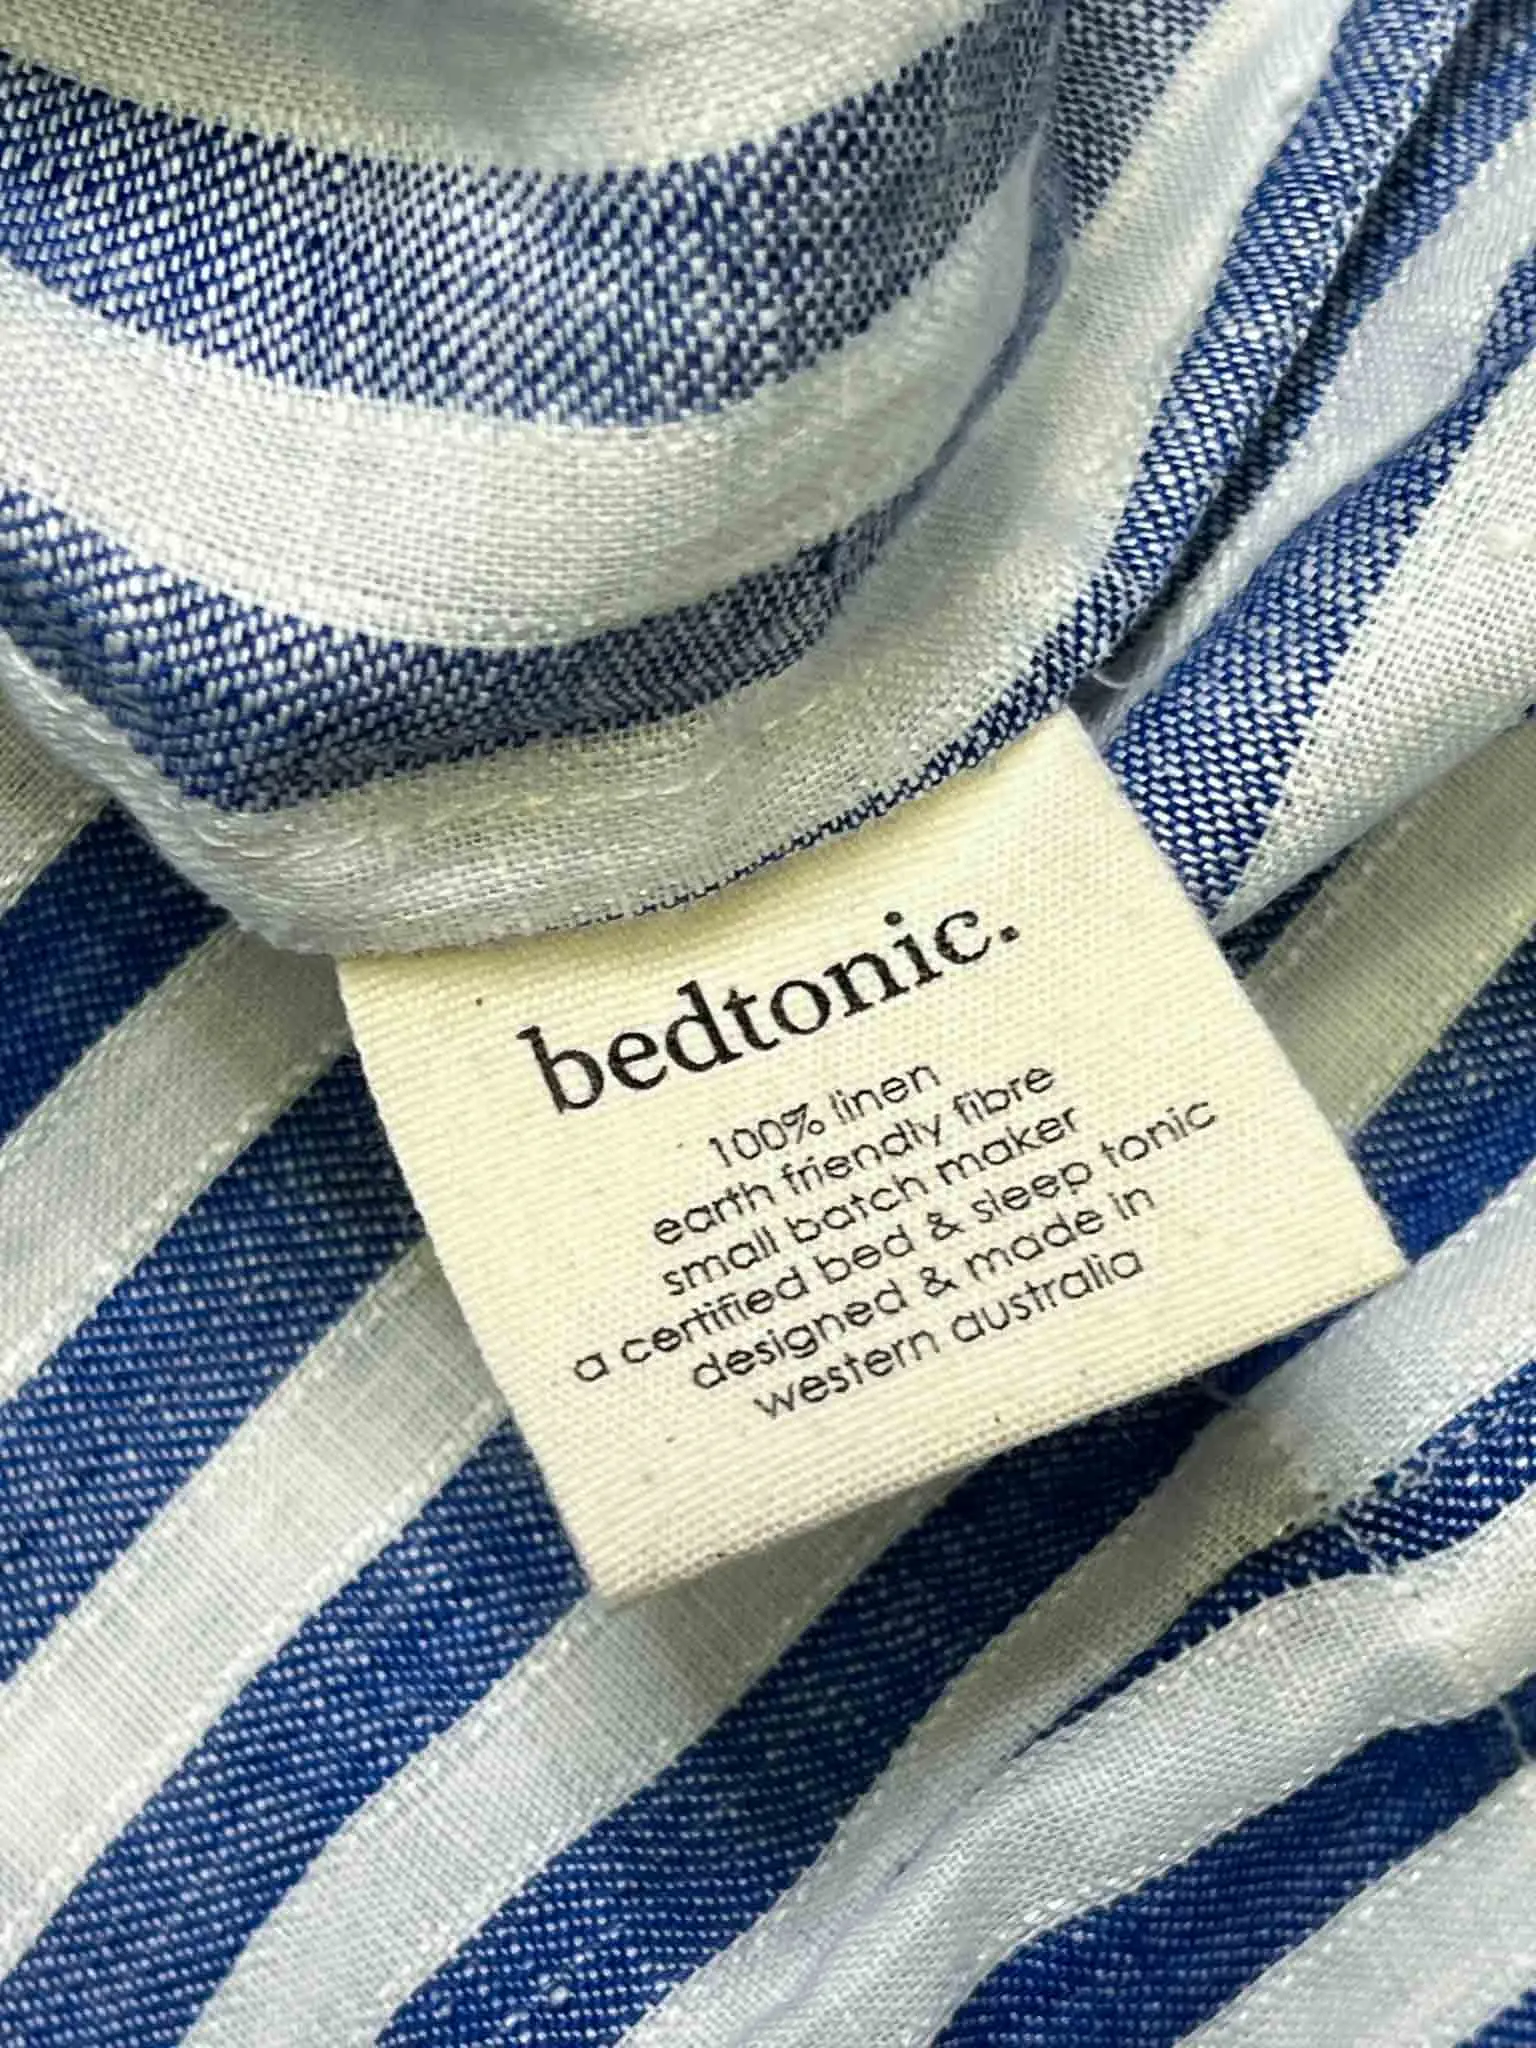 bedtonic.
100% linen
earth friendly fibre
small batch maker
a certified bed & sleep tonic
designed & made in
western australia